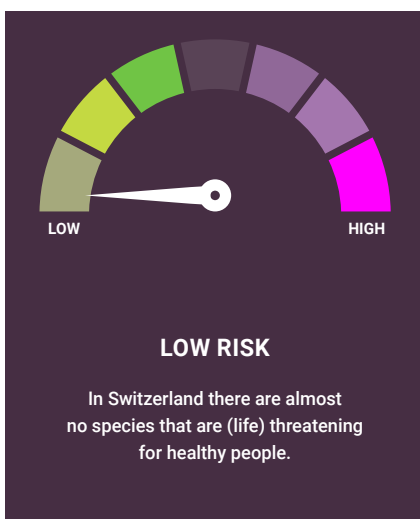 LOW HIGH
LOW RISK
In Switzerland there are almost
no species that are (life) threatening
for healthy people.